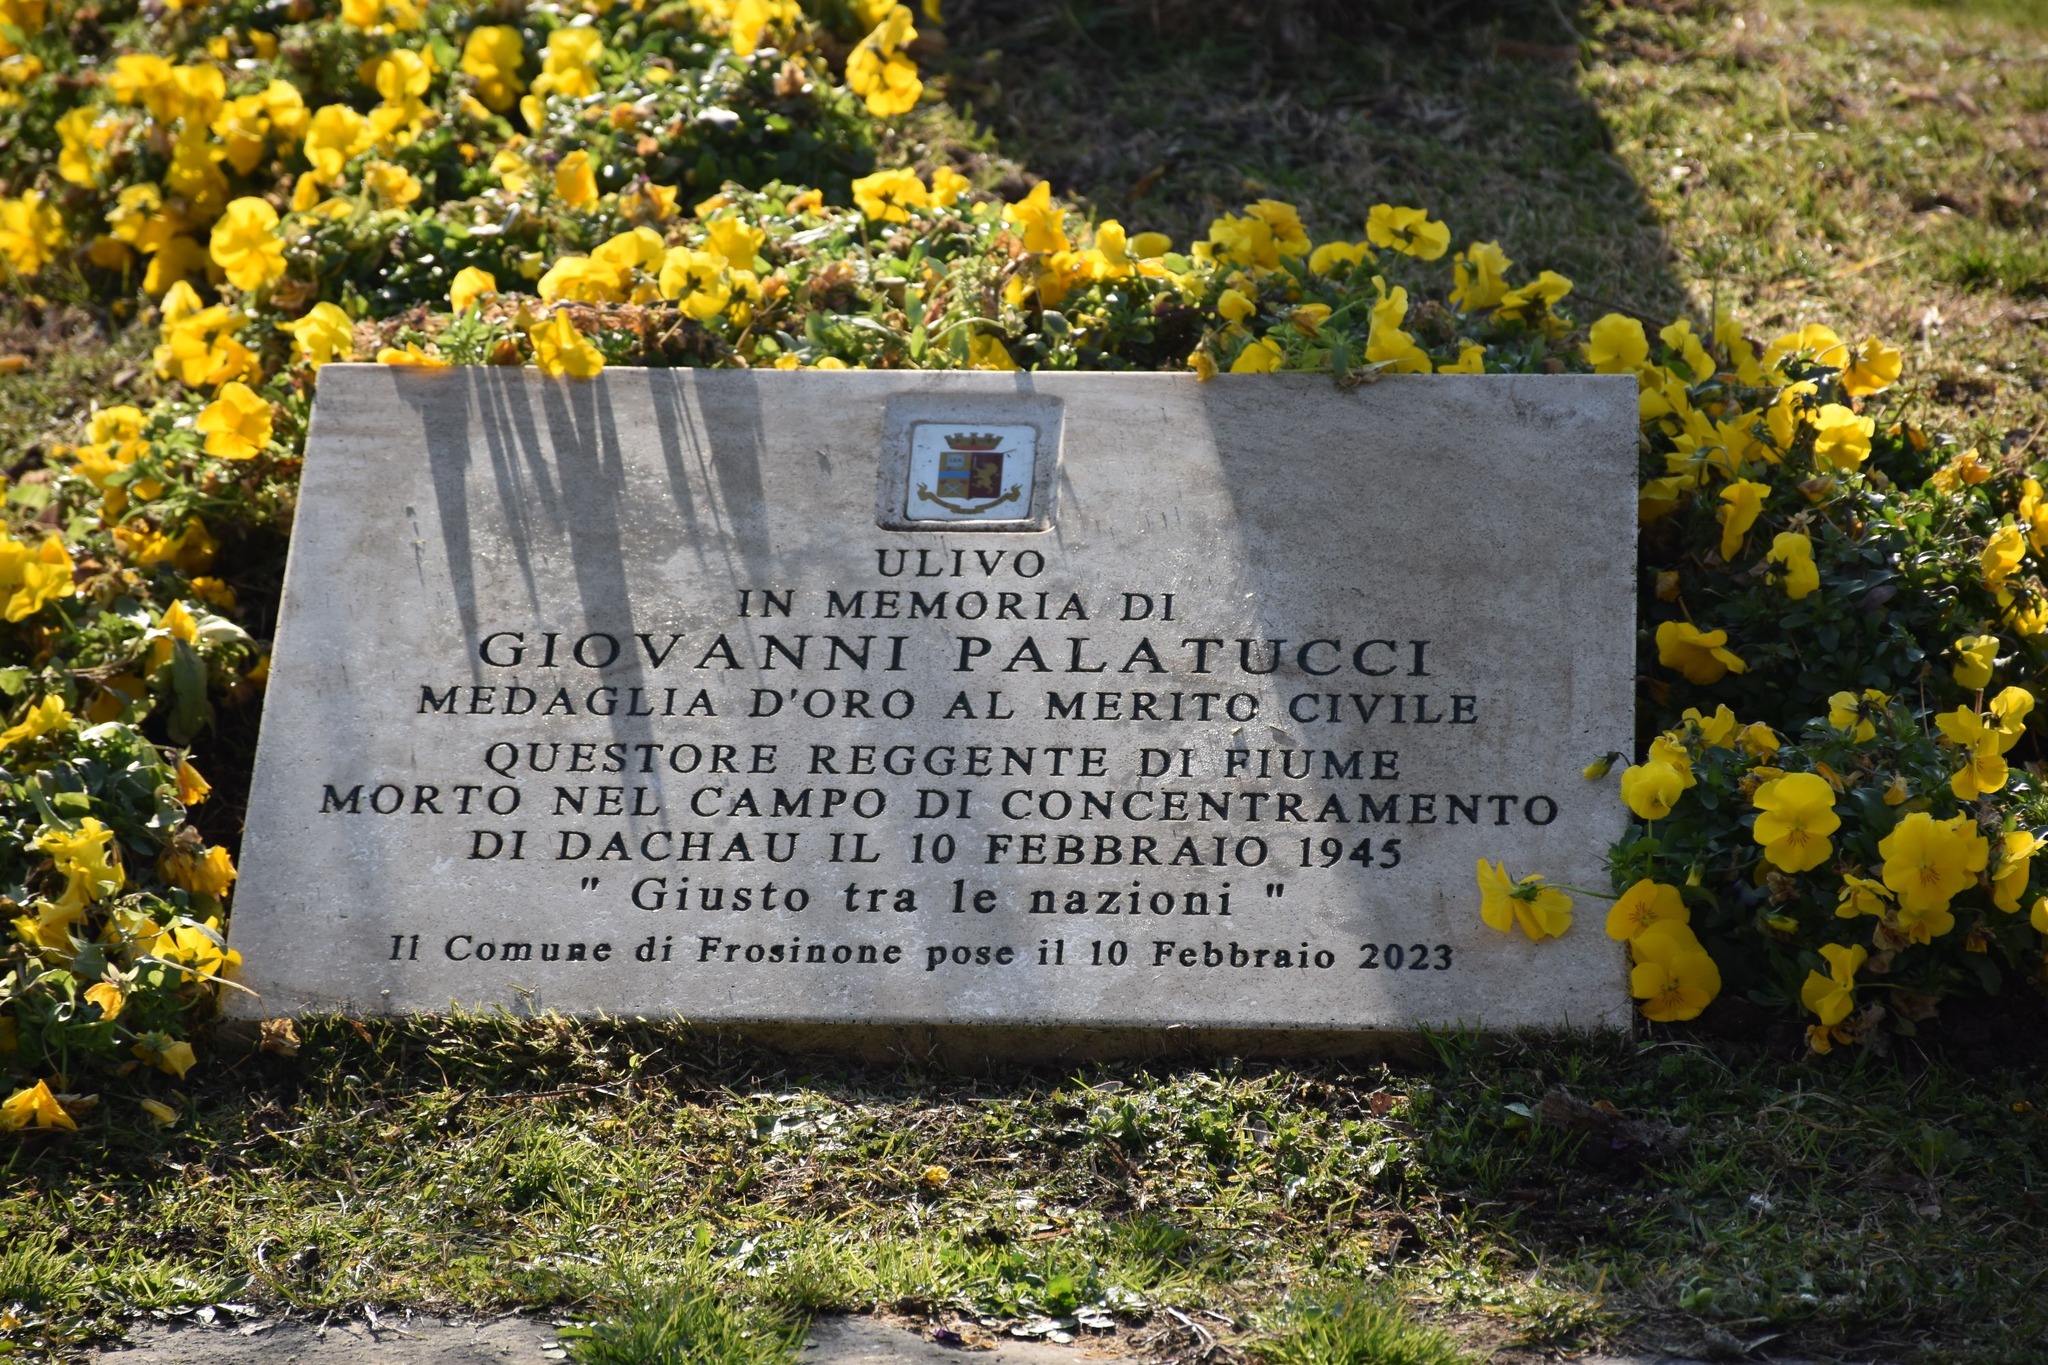 ULIVO
IN MEMORIA DI
GIOVANNI PALATUCCI
MEDAGLIA D'ORO AL MERITO CIVILE
QUESTORE REGGENTE DI FIUME
MORTO NEL CAMPO DI CONCENTRAMENTO
DI DACHAU IL 10 FEBBRAIO 1945
" Giusto tra le nazioni "
Il Comune di Frosinone pose il 10 Febbraio 2023